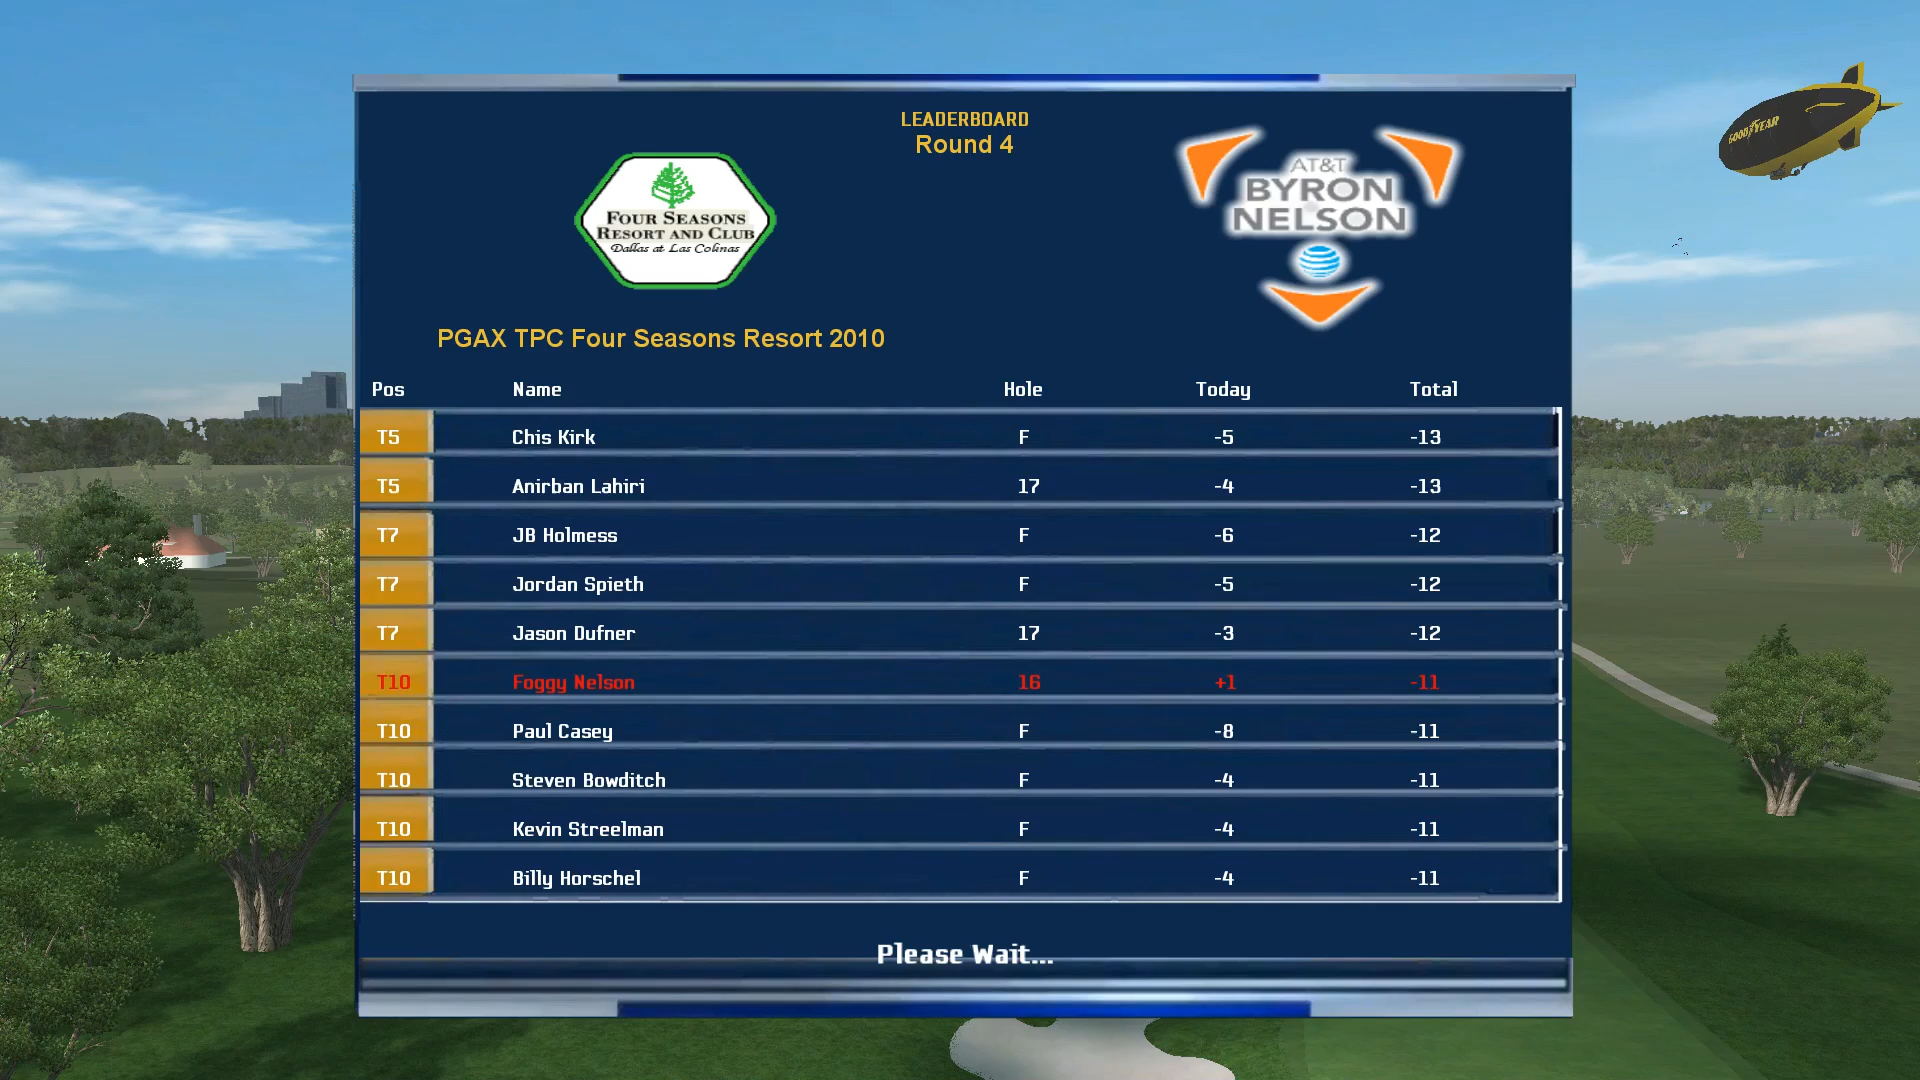 LEADERBOARD
Round 4
GOODYEAR
FOUR SEASONS
RESORT AND CLUB
Dallas at Las Colinas
AT&T
BYRON
NELSON
PGAX TPC Four Seasons Resort 2010
Pos Name Hole Today Total
T5 Chis Kirk F -5 -13
T5 Anirban Lahiri 17 -4 -13
T7 JB Holmess F -6 -12
T7 Jordan Spieth F -5 -12
T7 Jason Dufner 17 -3 -12
T10 Foggy Nelson 16 +1 -11
T10 Paul Casey F -8 -11
T10 Steven Bowditch F -4 -11
T10 Kevin Streelman F -4 -11
T10 Billy Horschel F -4 -11
Please Wait...